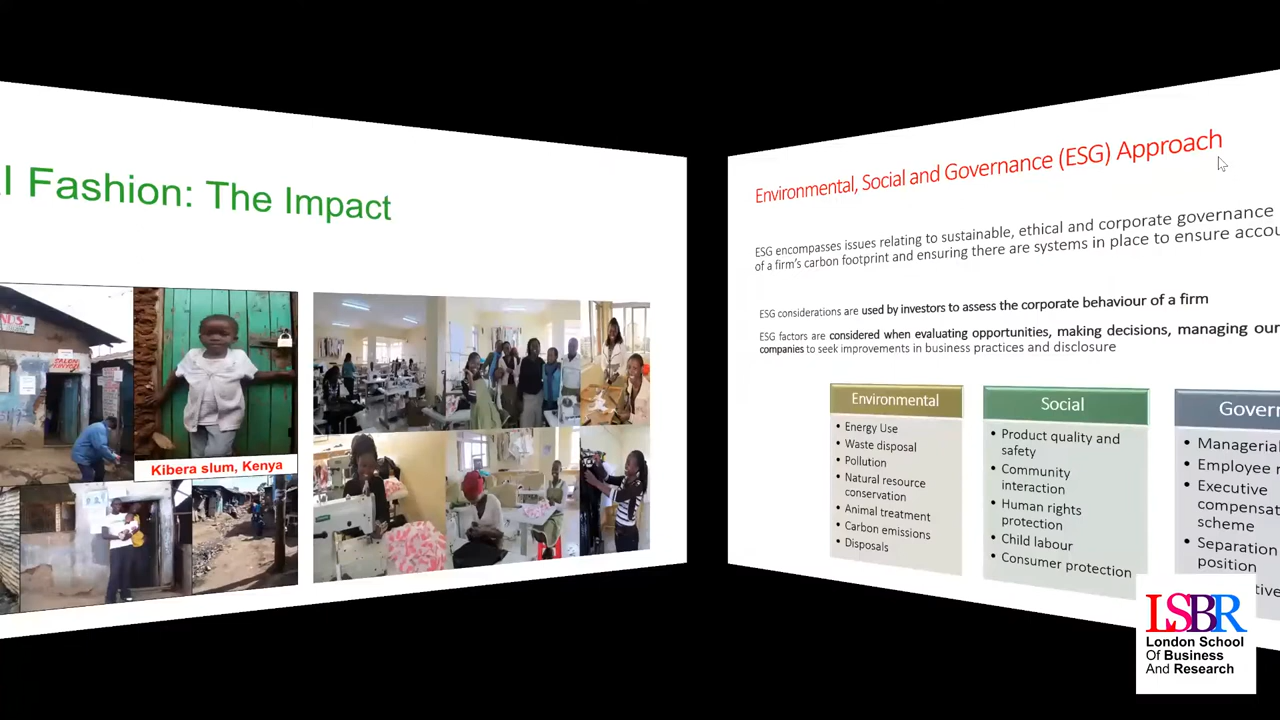 l Fashion: The Impact
Kibera slum, Kenya
Environmental, Social and Governance (ESG) Approach
ESG encompasses issues relating to sustainable, ethical and corporate governance
of a firm's carbon footprint and ensuring there are systems in place to ensure accou
ESG considerations are used by investors to assess the corporate behaviour of a firm
ESG factors are considered when evaluating opportunities, making decisions, managing our
companies to seek improvements in business practices and disclosure
Environmental
• Energy Use
• Waste disposal
• Pollution
• Natural resource
conservation
• Animal treatment
• Carbon emissions
• Disposals
Social
• Product quality and
safety
• Community
interaction
• Human rights
protection
• Child labour
• Consumer protection
Govern
• Managerial
• Employee r
• Executive
compensat
scheme
• Separation
position
LSBR
London School
Of Business
And Research